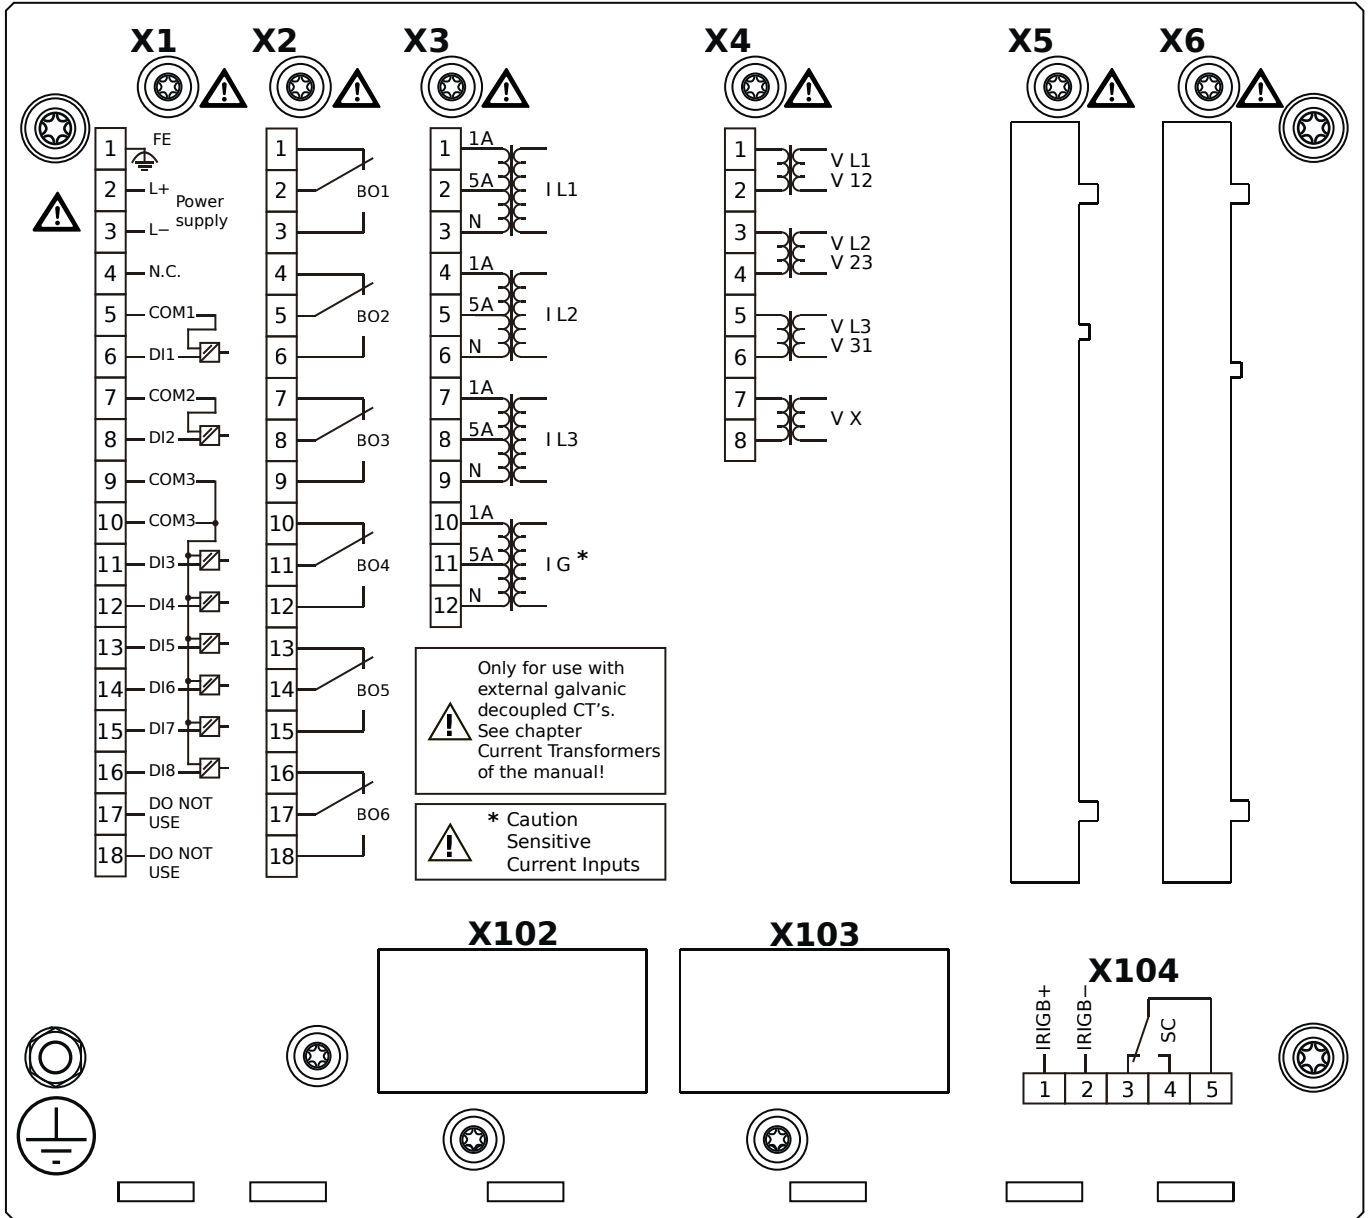 X1
X2
X3
X4
X5
X6
1 FE
2 L+
Power
supply
3 L−
4 N.C.
5 COM1
6 DI1
7 COM2
8 DI2
9 COM3
10 COM3
11 DI3
12 DI4
13 DI5
14 DI6
15 DI7
16 DI8
17 DO NOT
USE
18 DO NOT
USE
1
2 BO1
3
4
5 BO2
6
7
8 BO3
9
10
11 BO4
12
13
14 BO5
15
16
17 BO6
18
1 1A
2 5A I L1
3 N
4 1A
5 5A I L2
6 N
7 1A
8 5A I L3
9 N
10 1A
11 5A I G *
12 N
Only for use with
external galvanic
decoupled CT's.
See chapter
Current Transformers
of the manual!
* Caution
Sensitive
Current Inputs
1 V L1
2 V 12
3 V L2
4 V 23
5 V L3
6 V 31
7
V X
8
X102
X103
X104
IRIGB+
IRIGB−
SC
1 2 3 4 5